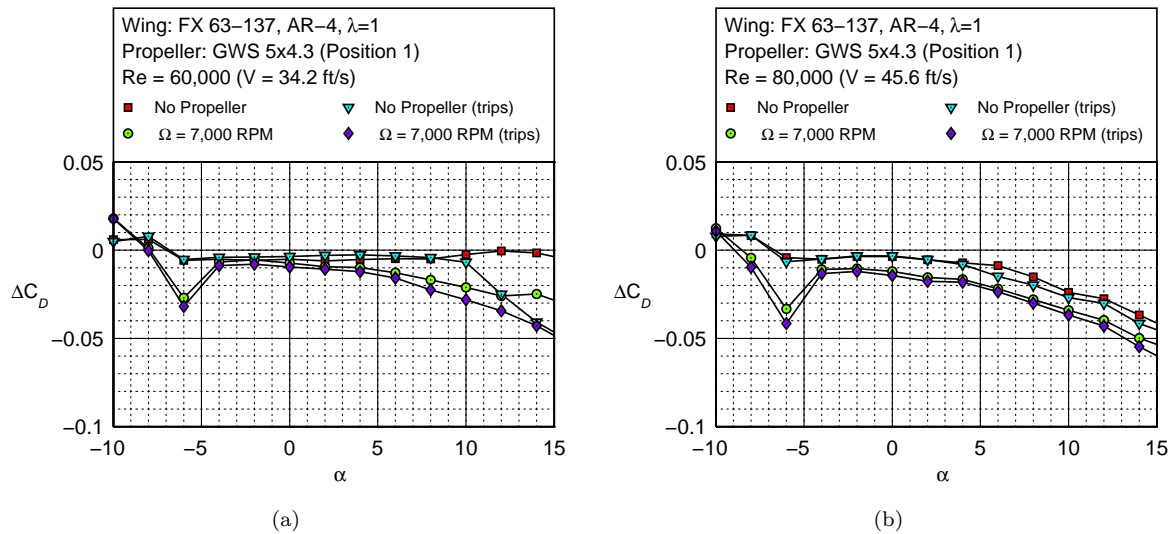 Wing: FX 63−137, AR−4, λ=1
Propeller: GWS 5x4.3 (Position 1)
Re = 60,000 (V = 34.2 ft/s)
No Propeller
No Propeller (trips)
Ω = 7,000 RPM
Ω = 7,000 RPM (trips)
0.05
0
−0.05
−0.1
ΔC_D
−10
−5
0
5
10
15
α
(a)
Wing: FX 63−137, AR−4, λ=1
Propeller: GWS 5x4.3 (Position 1)
Re = 80,000 (V = 45.6 ft/s)
No Propeller
No Propeller (trips)
Ω = 7,000 RPM
Ω = 7,000 RPM (trips)
0.05
0
−0.05
−0.1
ΔC_D
−10
−5
0
5
10
15
α
(b)